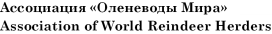 Ассоциация «Оленеводы Мира»
Association of World Reindeer Herders